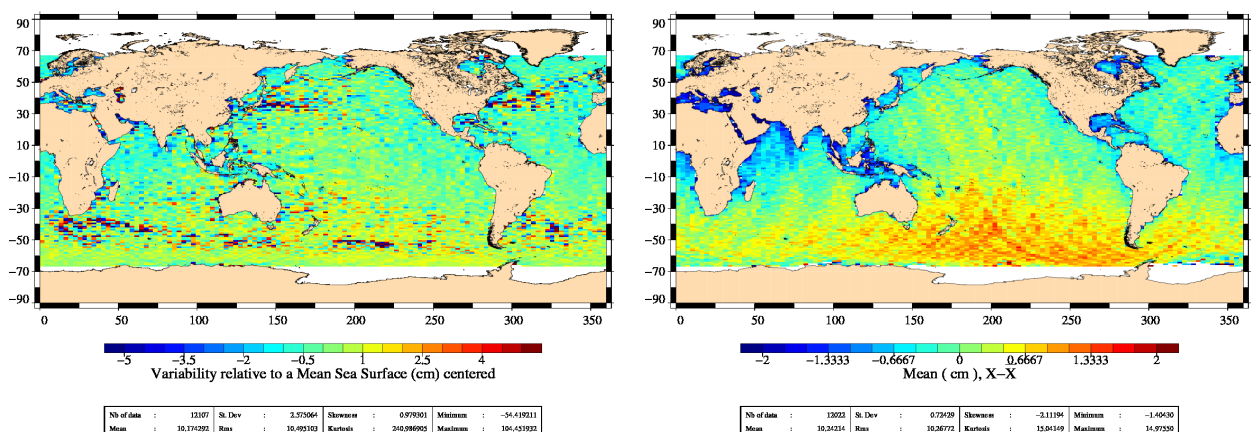 90
70
50
30
10
−10
−30
−50
−70
−90
0 50 100 150 200 250 300 350
−5 −3.5 −2 −0.5 1 2.5 4
Variability relative to a Mean Sea Surface (cm) centered
Nb of data : 12107 St. Dev : 2.575064 Skewness : 0.979301 Minimum : −54.419211
Mean : 10.174292 Rms : 10.495103 Kurtosis : 240.986905 Maximum : 104.451932
90
70
50
30
10
−10
−30
−50
−70
−90
0 50 100 150 200 250 300 350
−2 −1.3333 −0.6667 0 0.6667 1.3333 2
Mean ( cm ), X−X
Nb of data : 12022 St. Dev : 0.72429 Skewness : −2.11194 Minimum : −1.40430
Mean : 10.24214 Rms : 10.26772 Kurtosis : 15.04149 Maximum : 14.97550